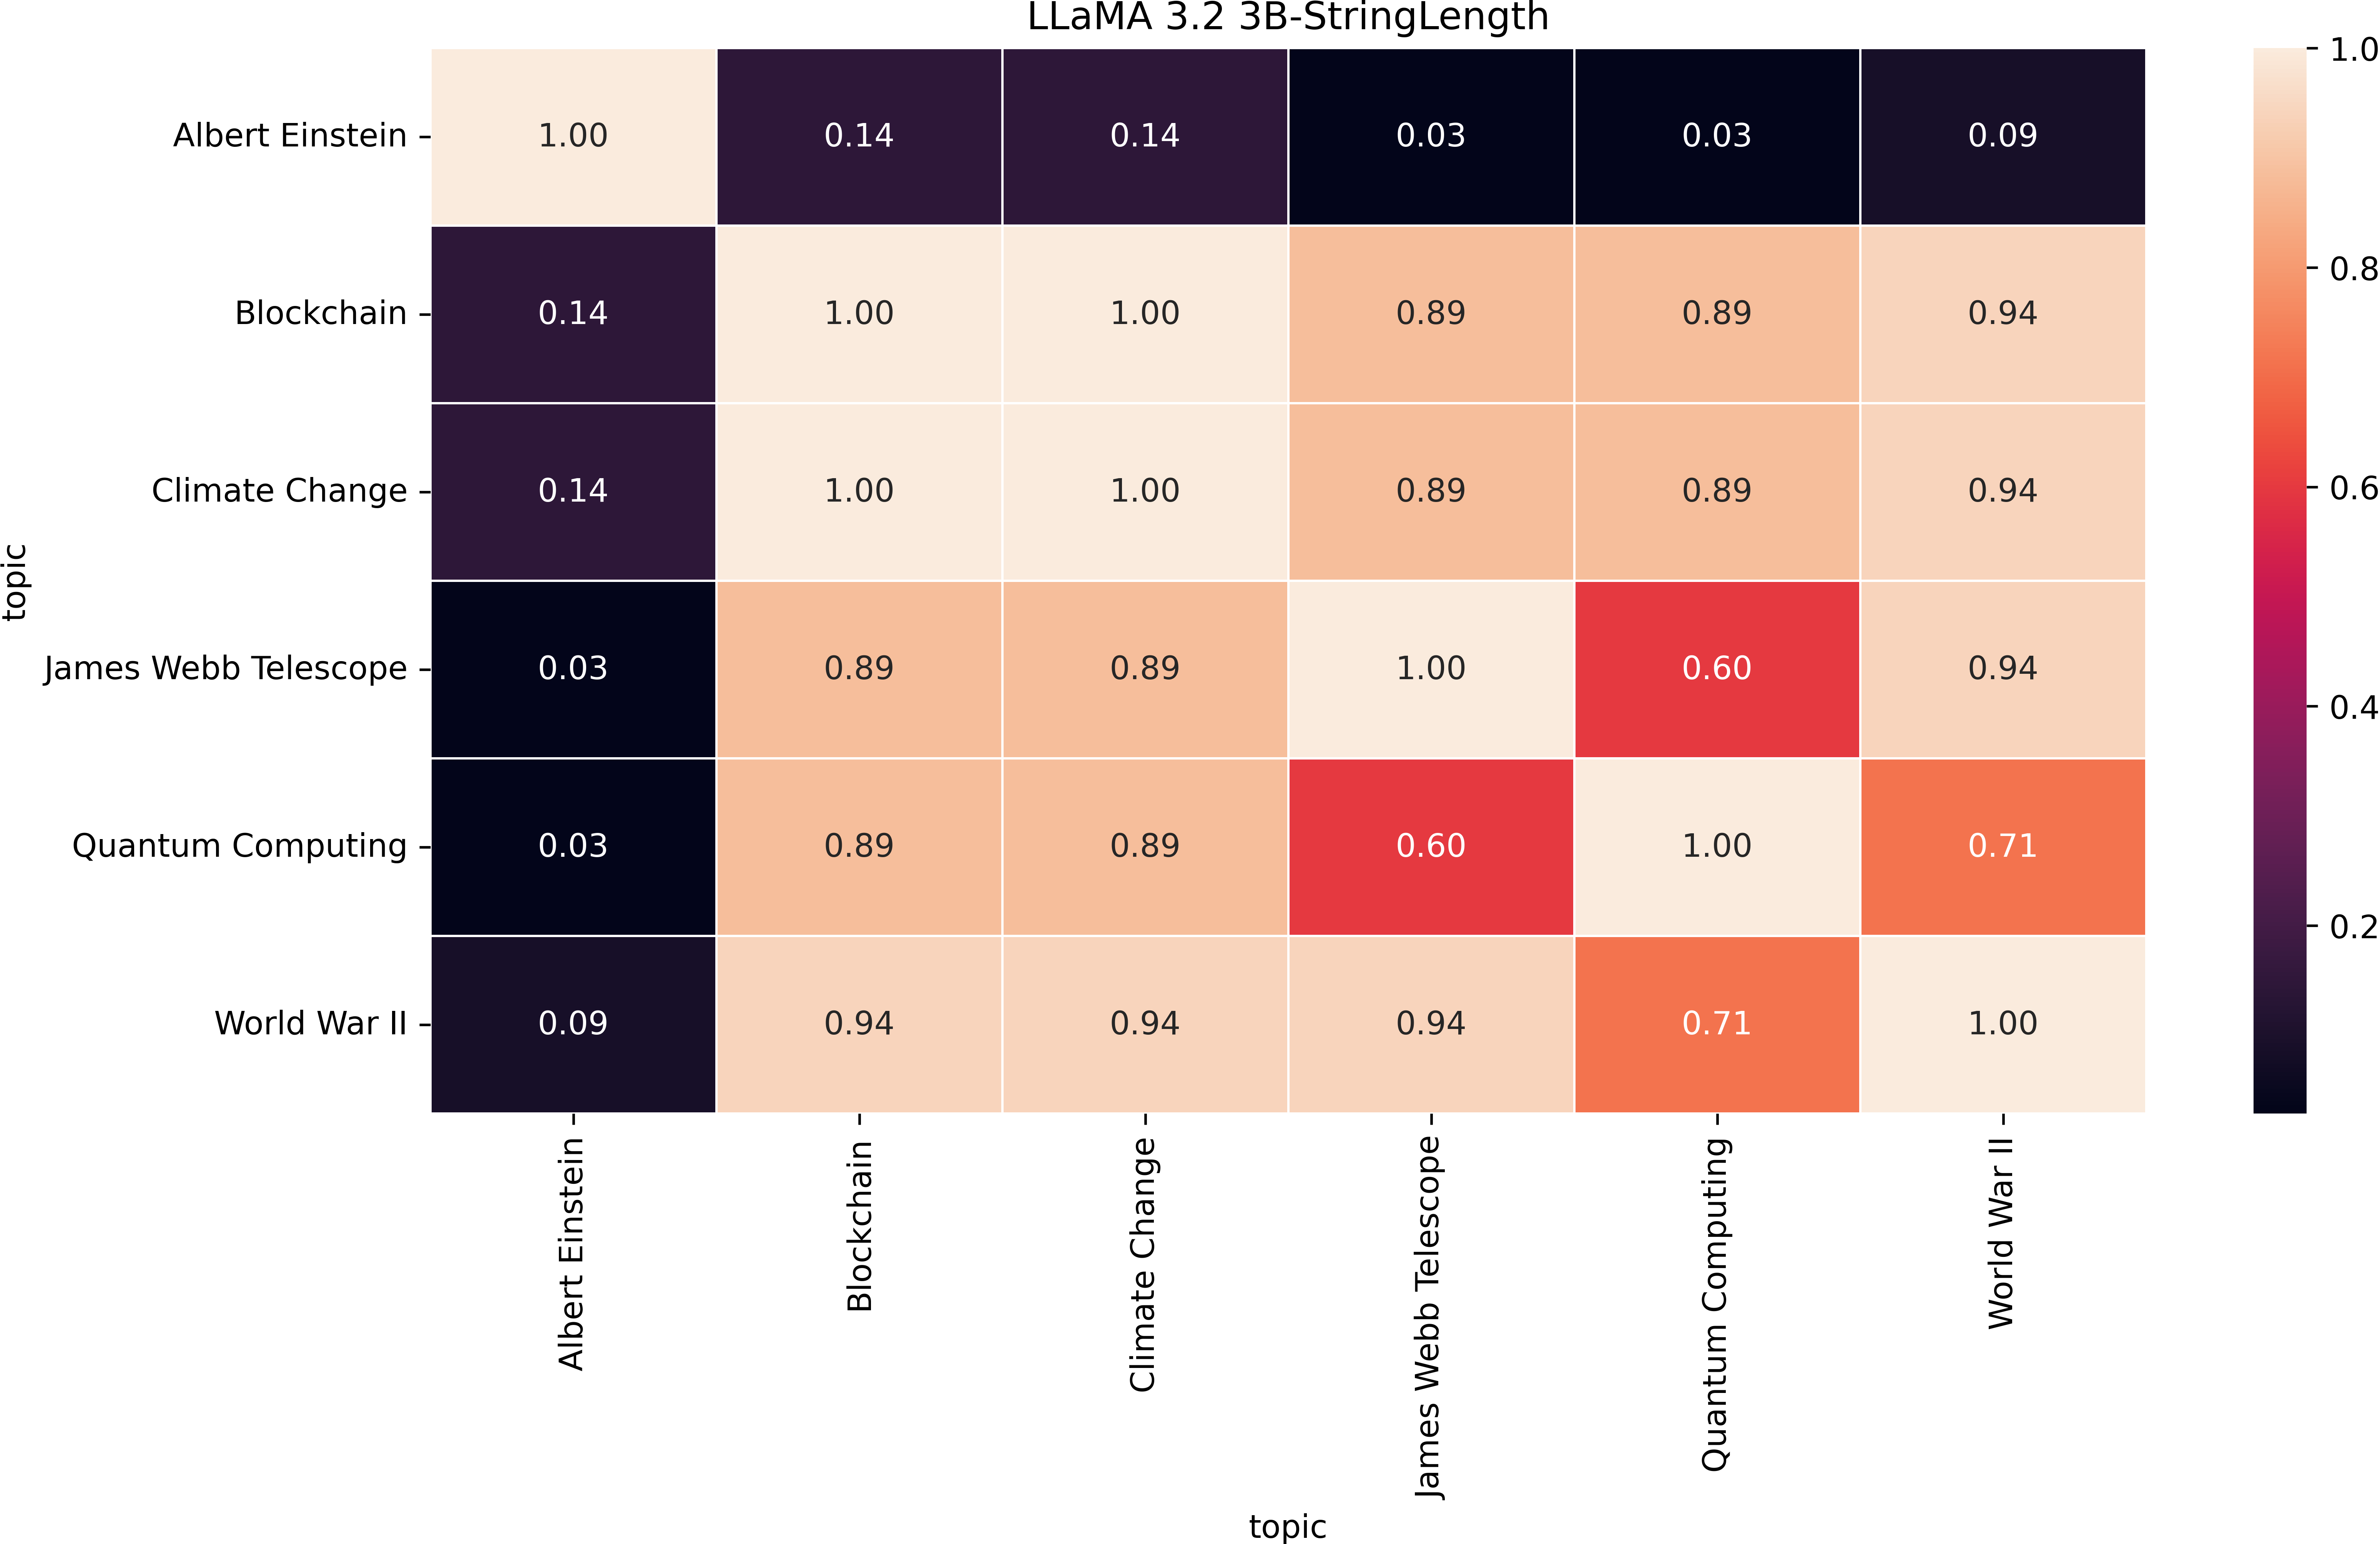 LLaMA 3.2 3B-StringLength
Albert Einstein 1.00 0.14 0.14 0.03 0.03 0.09
Blockchain 0.14 1.00 1.00 0.89 0.89 0.94
Climate Change 0.14 1.00 1.00 0.89 0.89 0.94
James Webb Telescope 0.03 0.89 0.89 1.00 0.60 0.94
Quantum Computing 0.03 0.89 0.89 0.60 1.00 0.71
World War II 0.09 0.94 0.94 0.94 0.71 1.00
topic
Albert Einstein
Blockchain
Climate Change
James Webb Telescope
Quantum Computing
World War II
topic
1.0
0.8
0.6
0.4
0.2